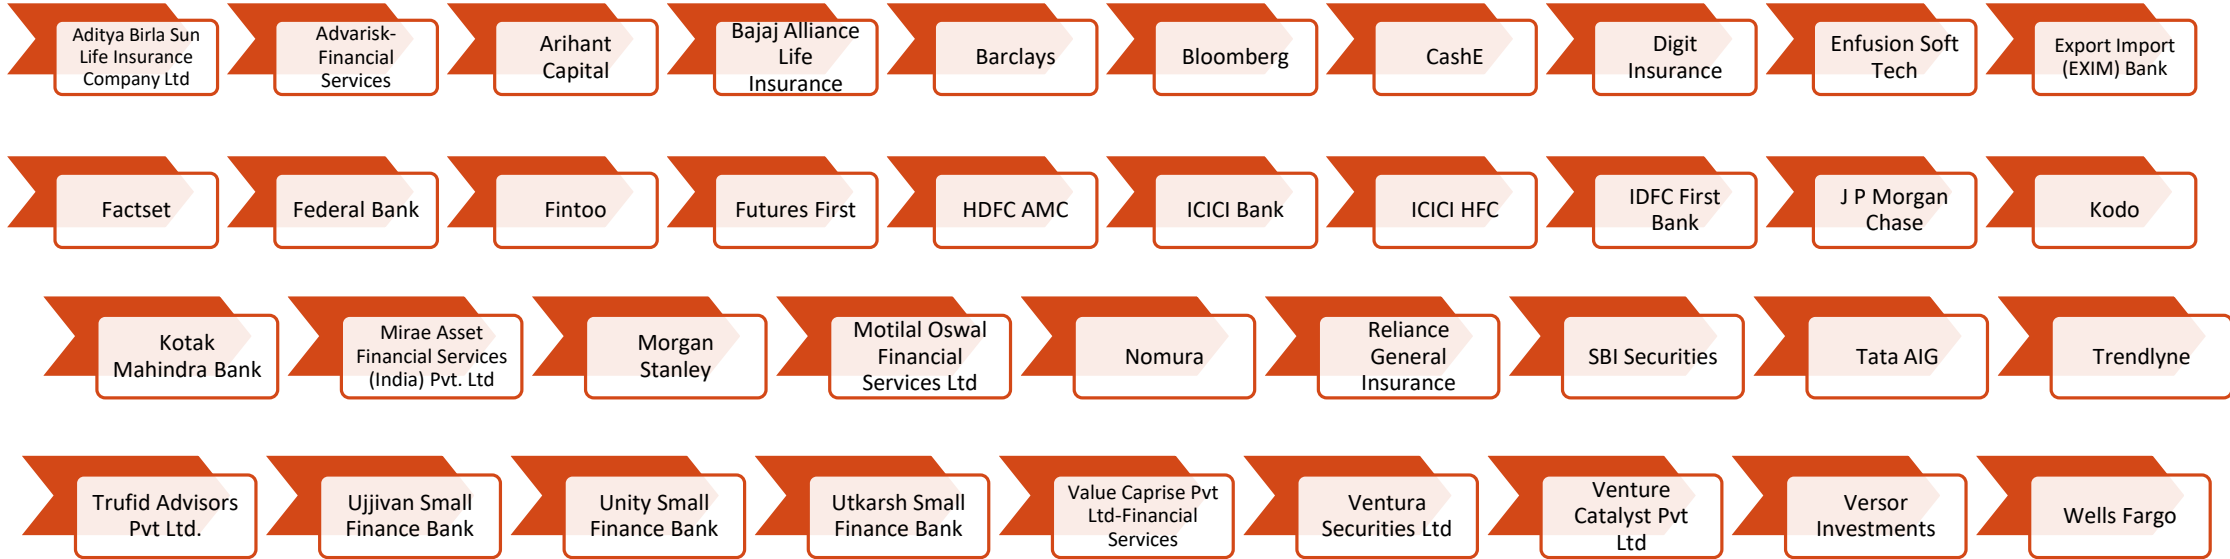 Aditya Birla Sun
Life Insurance
Company Ltd
Advarisk-
Financial
Services
Arihant
Capital
Bajaj Alliance
Life
Insurance
Barclays
Bloomberg
CashE
Digit
Insurance
Enfusion Soft
Tech
Export Import
(EXIM) Bank
Factset
Federal Bank
Fintoo
Futures First
HDFC AMC
ICICI Bank
ICICI HFC
IDFC First
Bank
J P Morgan
Chase
Kodo
Kotak
Mahindra Bank
Mirae Asset
Financial Services
(India) Pvt. Ltd
Morgan
Stanley
Motilal Oswal
Financial
Services Ltd
Nomura
Reliance
General
Insurance
SBI Securities
Tata AIG
Trendlyne
Trufid Advisors
Pvt Ltd.
Ujjivan Small
Finance Bank
Unity Small
Finance Bank
Utkarsh Small
Finance Bank
Value Caprise Pvt
Ltd-Financial
Services
Ventura
Securities Ltd
Venture
Catalyst Pvt
Ltd
Versor
Investments
Wells Fargo